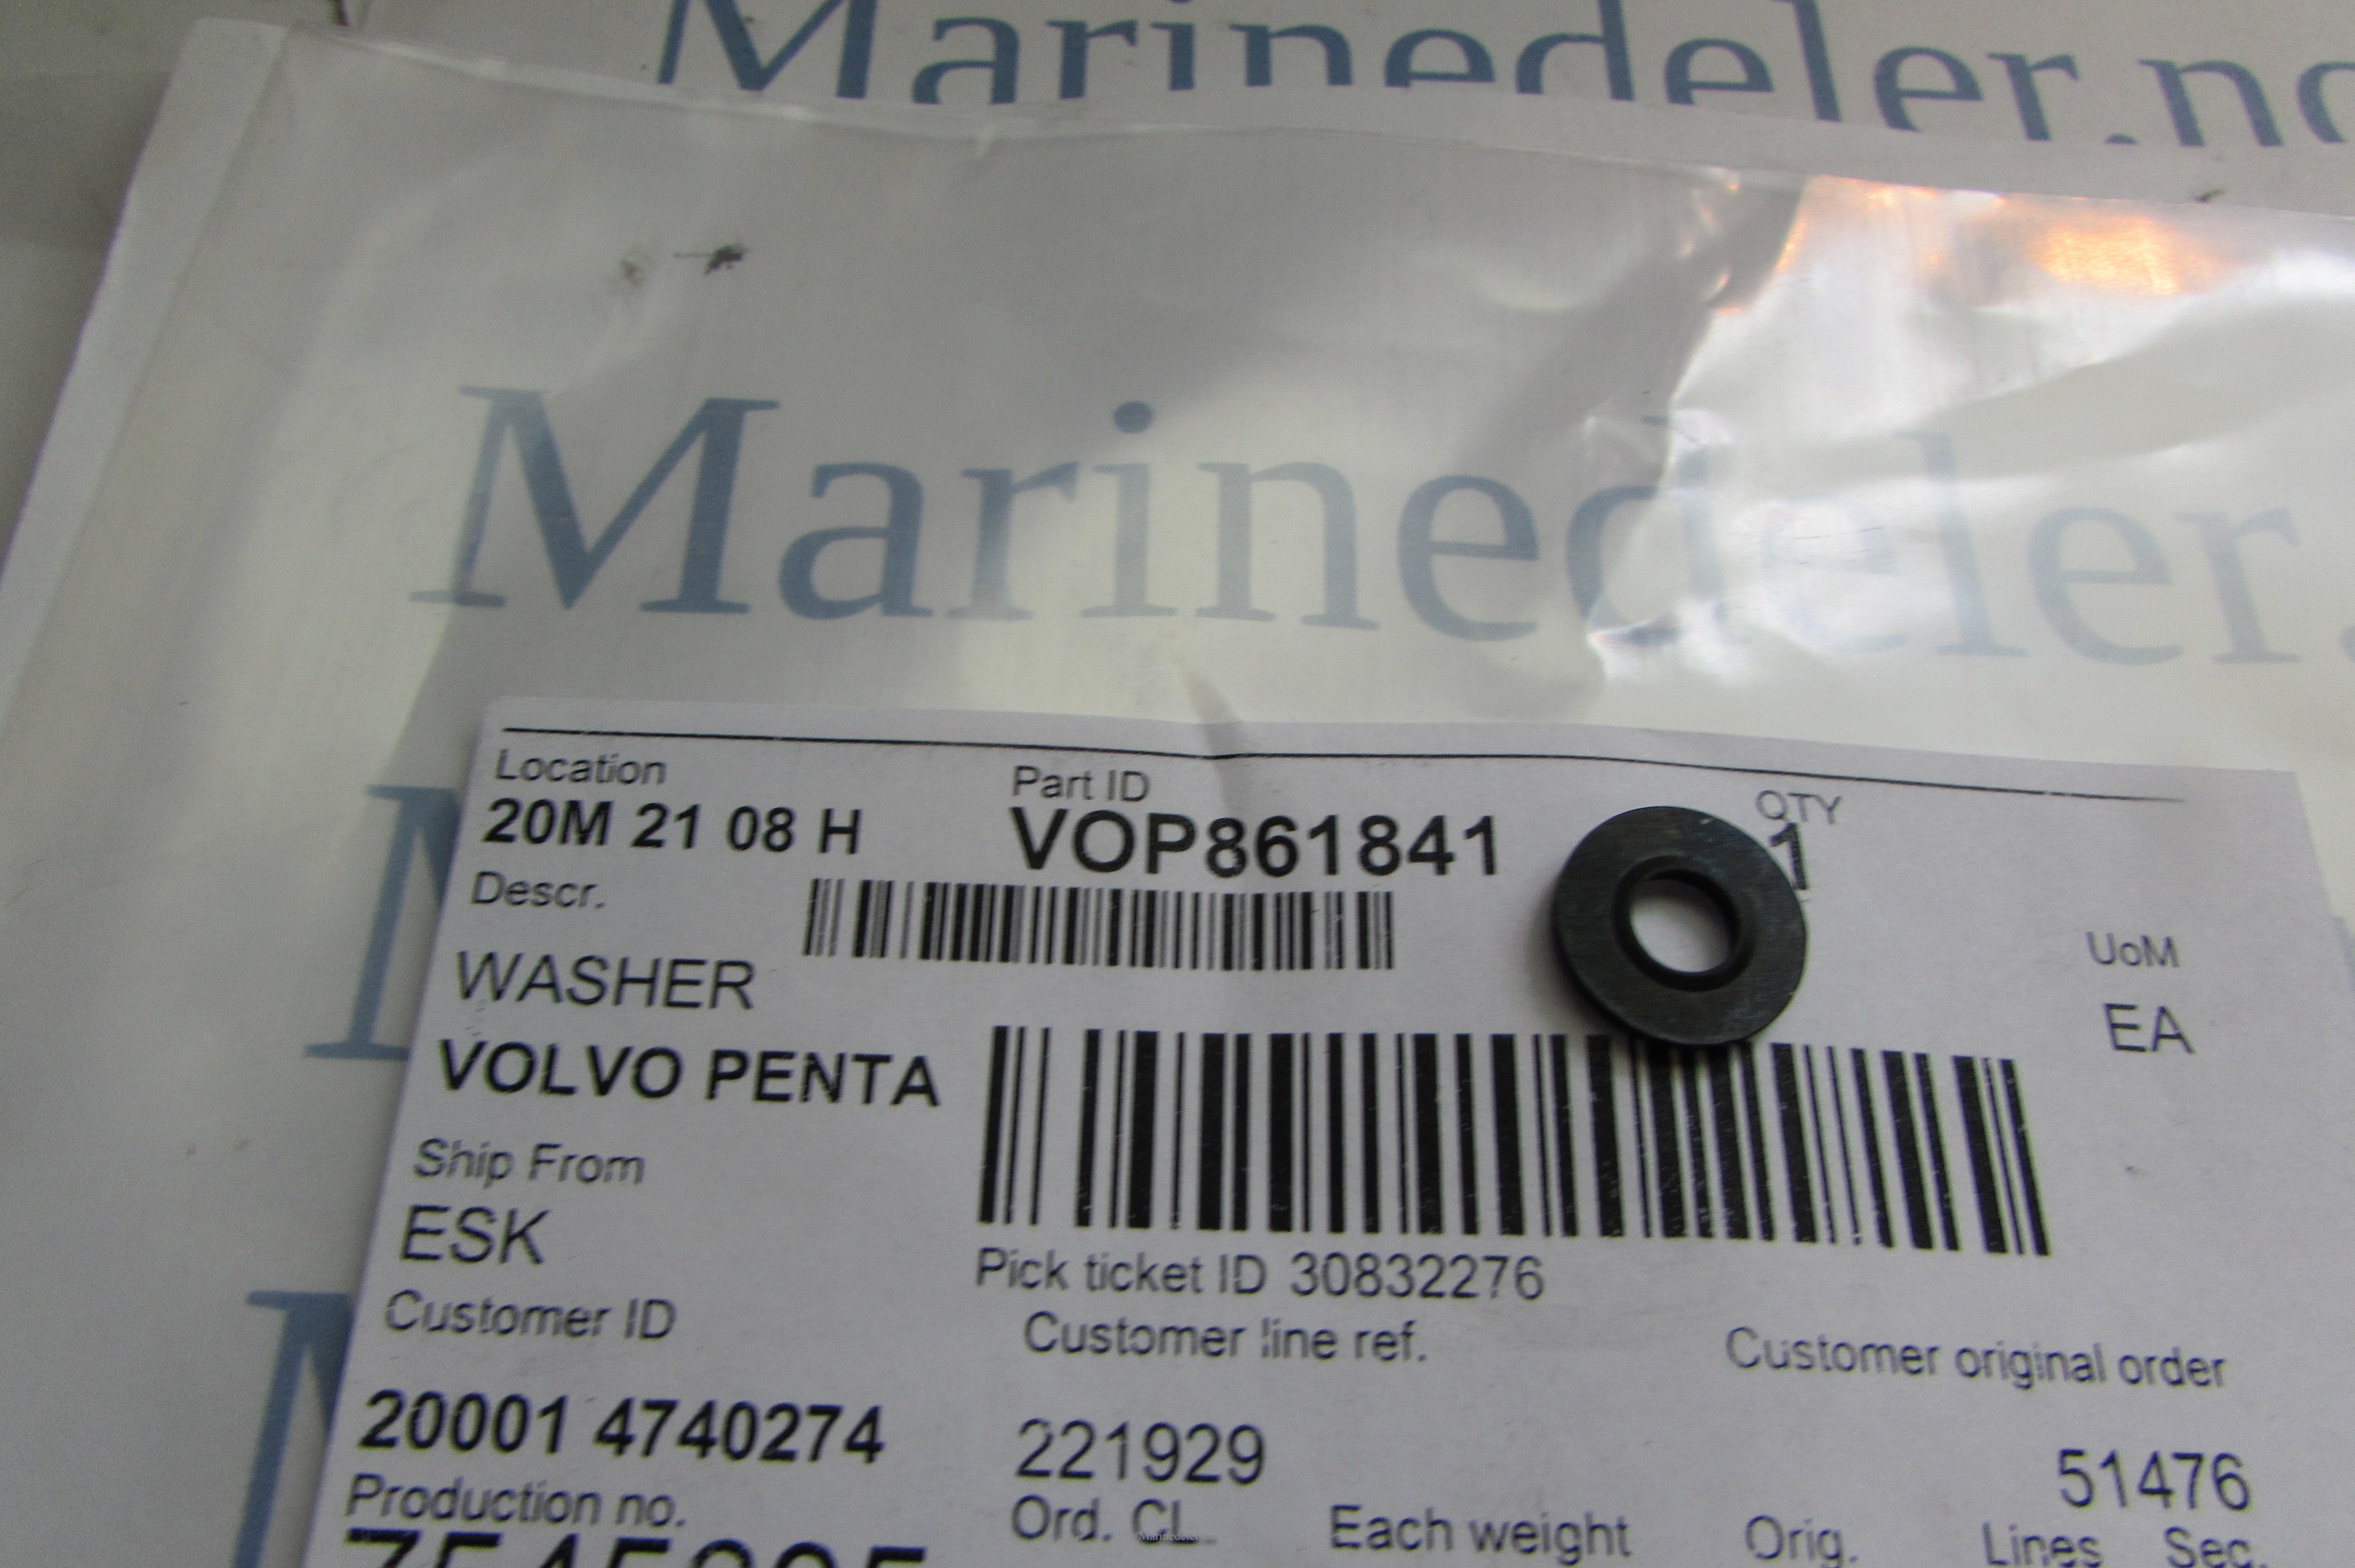 Marinedeler.no
Marinedeler.
Location Part ID QTY
20M 21 08 H VOP861841 1
Descr.
UoM
WASHER
EA
VOLVO PENTA
Ship From
ESK
Pick ticket ID 30832276
Customer ID Customer line ref. Customer original order
20001 4740274 221929 51476
Production no. Ord. CL. Each weight Orig. Lines Sec.